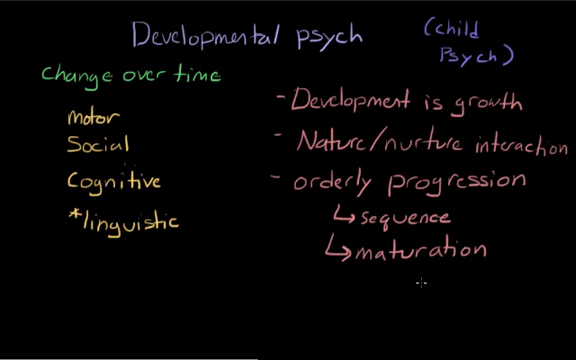 Developmental psych
(child
Psych)
Change over time
motor
Social
Cognitive
*linguistic
- Development is growth
- Nature/nurture interaction
- orderly progression
↳ sequence
↳ maturation